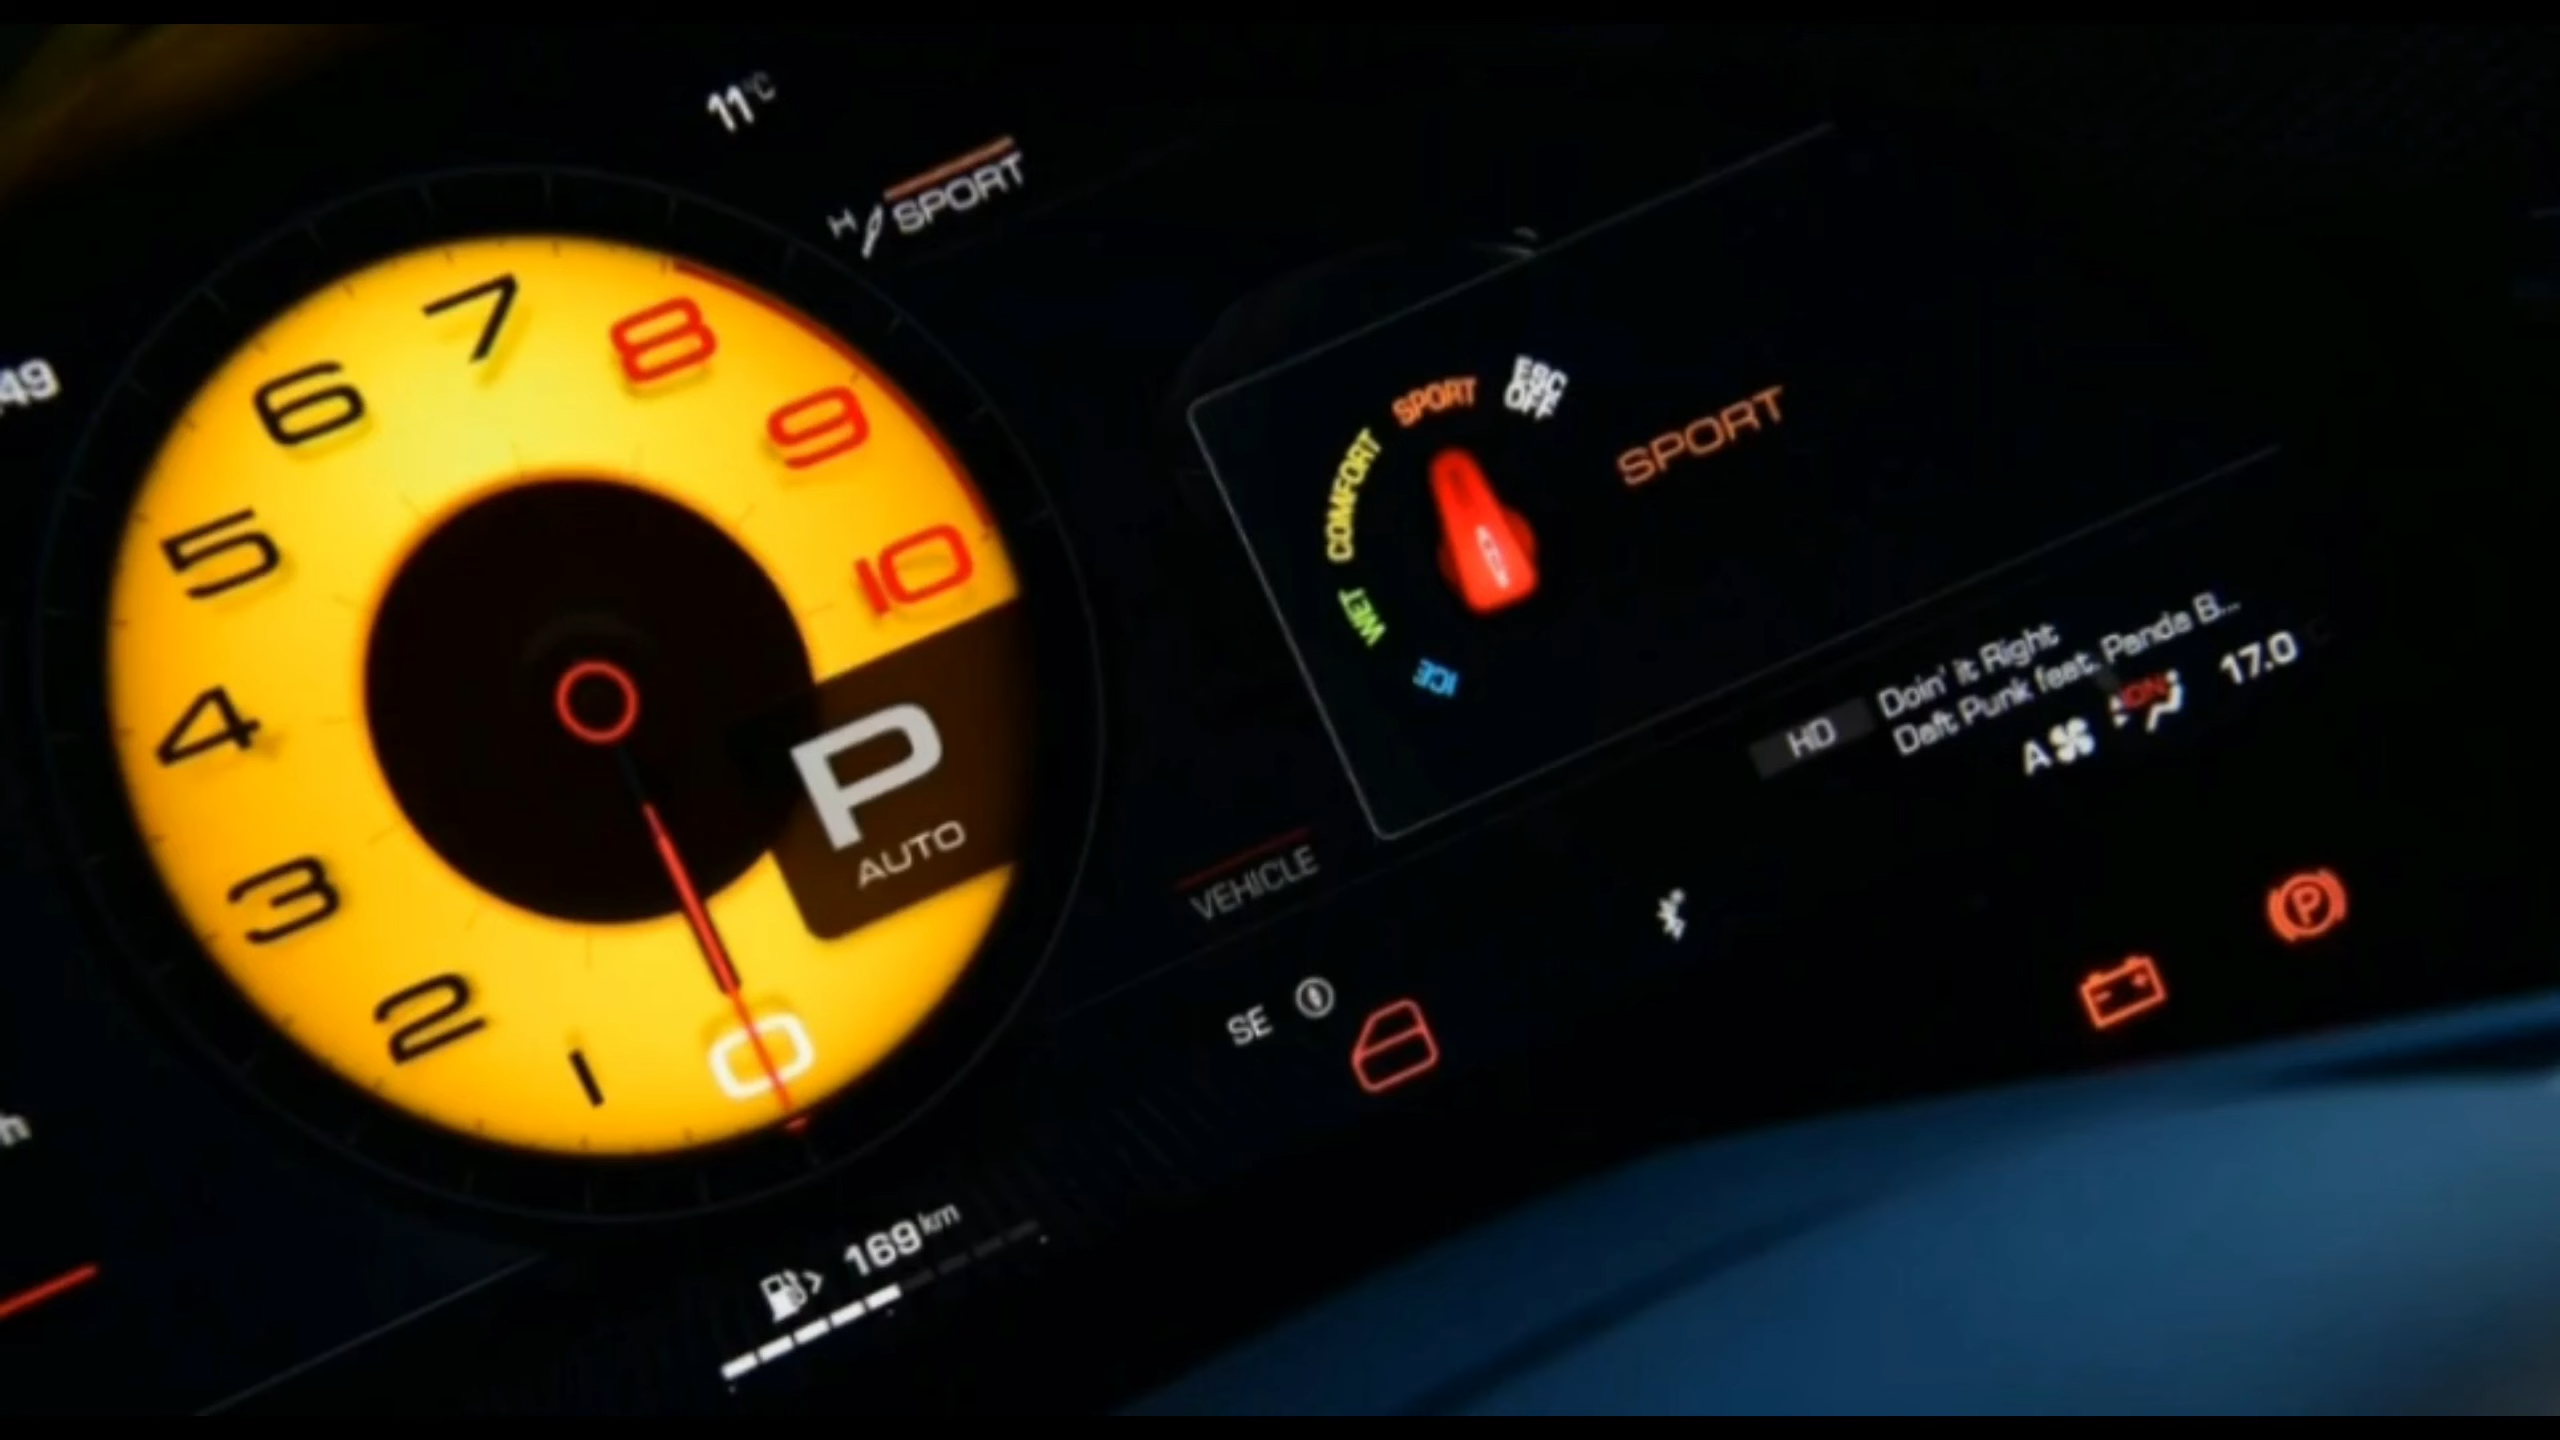 11°C
H SPORT
49
7
8
6
9
5
10
4
P
AUTO
3
2
1
0
ESC
OFF
SPORT
COMFORT
WET
ICE
SPORT
HD
Doin' it Right
Daft Punk feat. Panda B...
A
ION
17.0
VEHICLE
SE
P
169 km
h